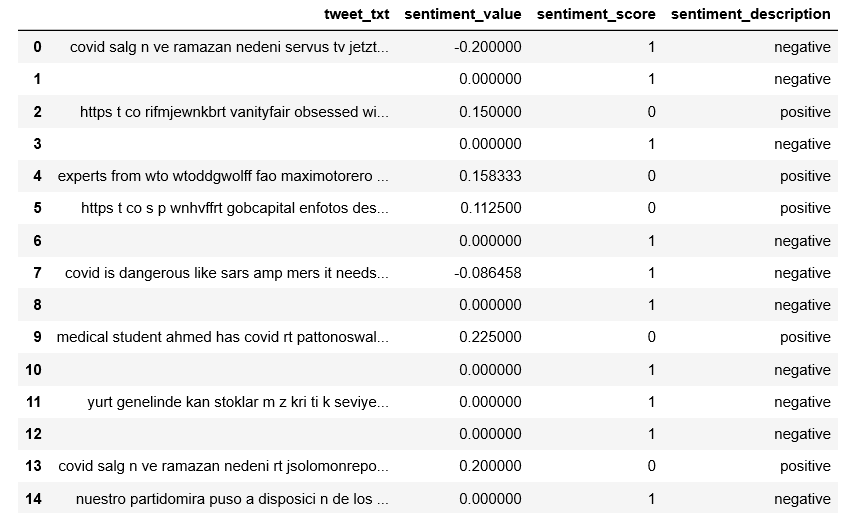 tweet_txt sentiment_value sentiment_score sentiment_description
0 covid salg n ve ramazan nedeni servus tv jetzt... -0.200000 1 negative
1 0.000000 1 negative
2 https t co rifmjewnkbrt vanityfair obsessed wi... 0.150000 0 positive
3 0.000000 1 negative
4 experts from wto wtoddgwolff fao maximotorero ... 0.158333 0 positive
5 https t co s p wnhvffrt gobcapital enfotos des... 0.112500 0 positive
6 0.000000 1 negative
7 covid is dangerous like sars amp mers it needs... -0.086458 1 negative
8 0.000000 1 negative
9 medical student ahmed has covid rt pattonoswal... 0.225000 0 positive
10 0.000000 1 negative
11 yurt genelinde kan stoklar m z kri ti k seviye... 0.000000 1 negative
12 0.000000 1 negative
13 covid salg n ve ramazan nedeni rt jsolomonrepo... 0.200000 0 positive
14 nuestro partidomira puso a disposici n de los ... 0.000000 1 negative